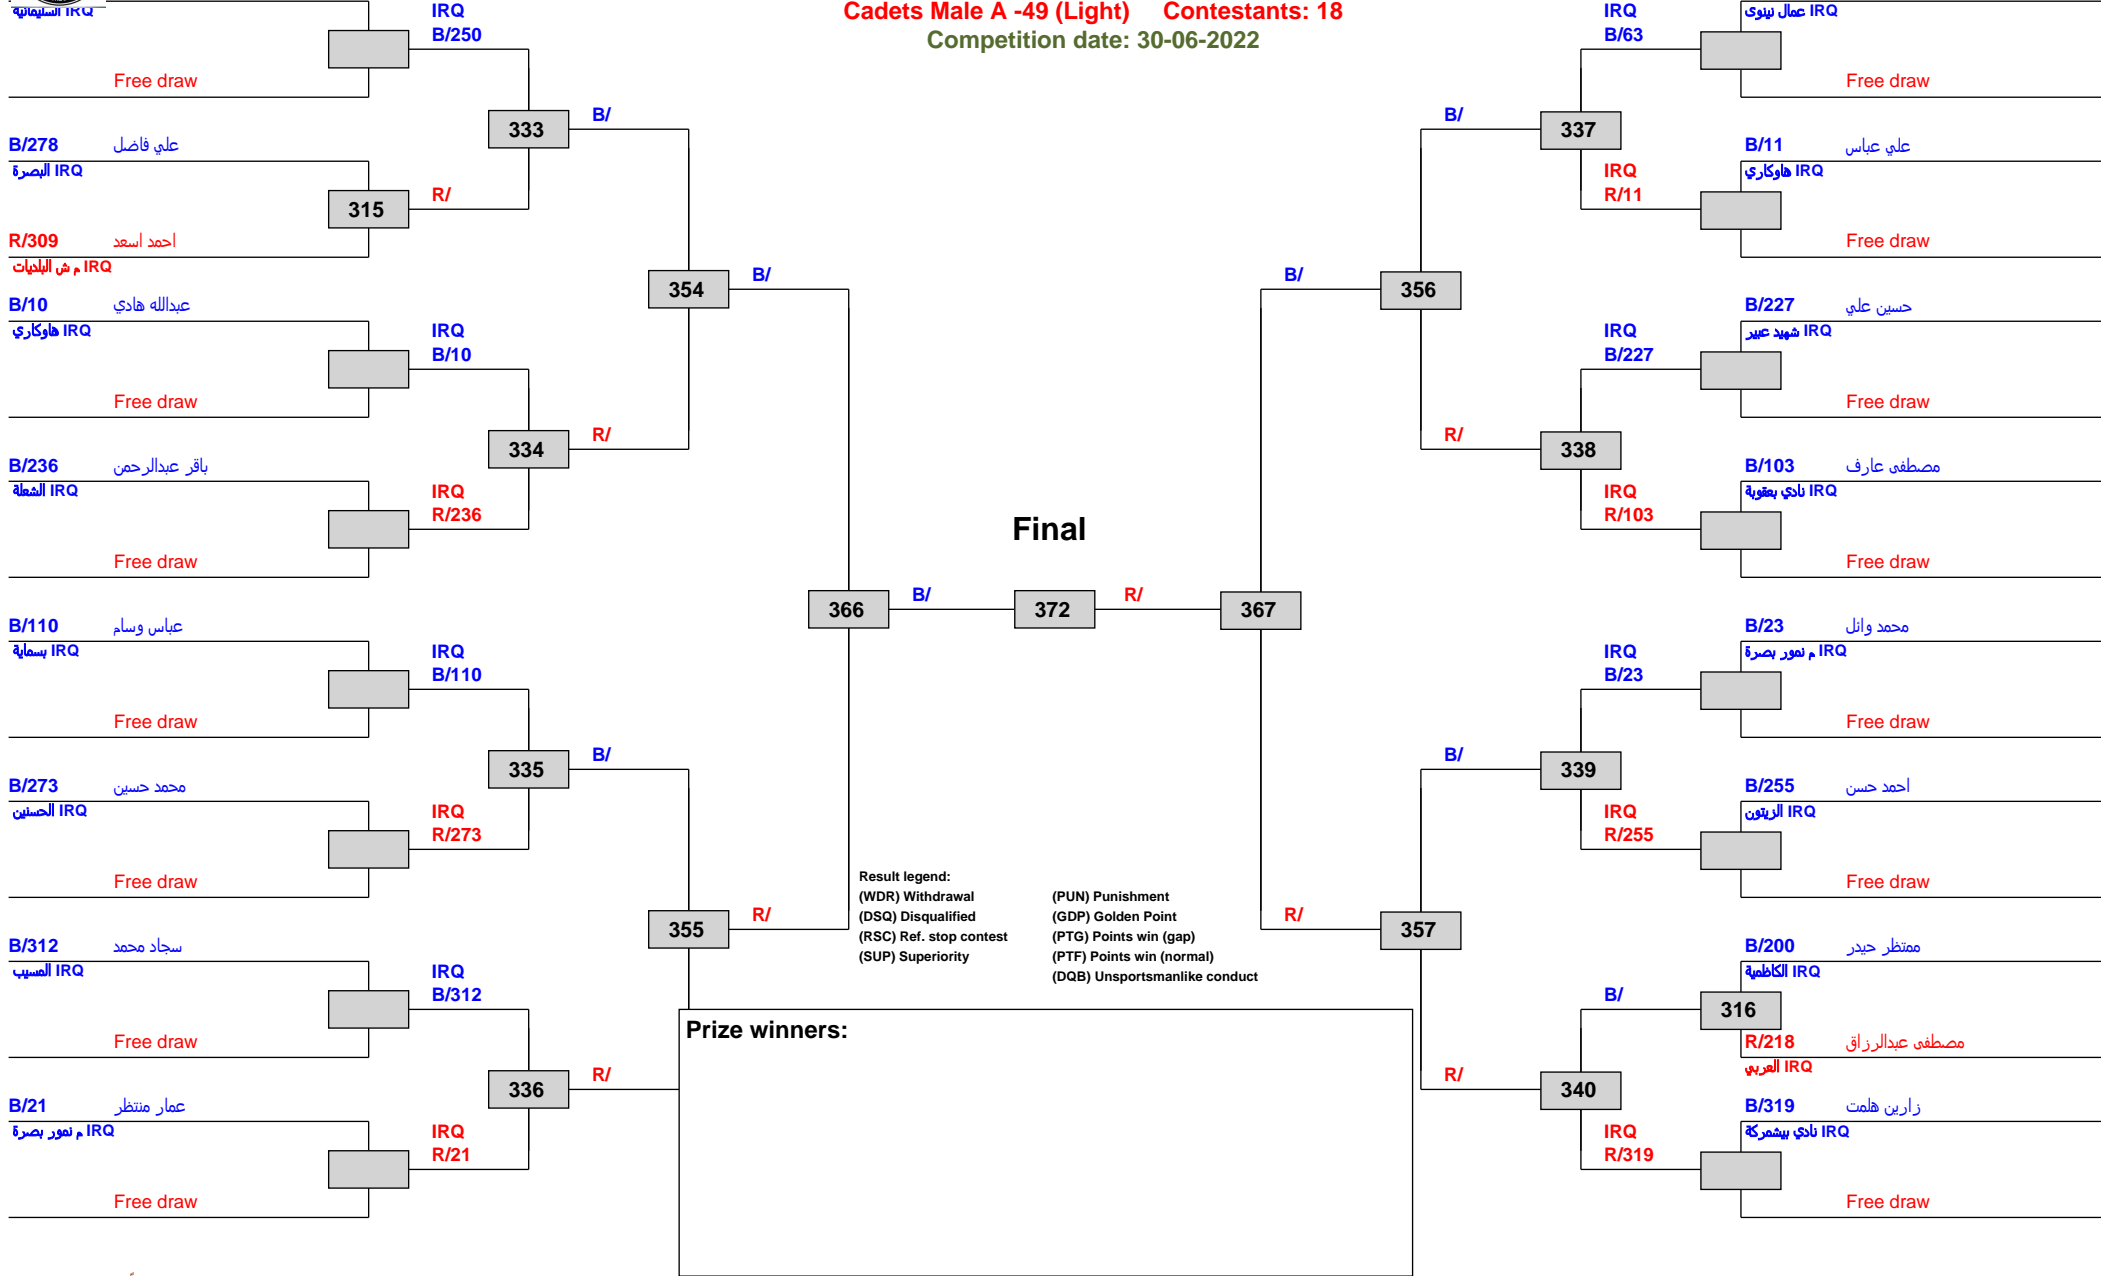 Cadets Male A -49 (Light) Contestants: 18
Competition date: 30-06-2022
IRQ السليمانية
Free draw
IRQ
B/250
B/278 علي فاضل
IRQ البصرة
R/309 احمد اسعد
IRQ م ش البلديات
315
R/
333
B/
B/10 عبدالله هادي
IRQ هاوكاري
Free draw
IRQ
B/10
B/236 باقر عبدالرحمن
IRQ الشعلة
Free draw
IRQ
R/236
334
R/
354
B/
B/110 عباس وسام
IRQ بسماية
Free draw
IRQ
B/110
B/273 محمد حسين
IRQ الحسنين
Free draw
IRQ
R/273
335
B/
B/312 سجاد محمد
IRQ المسيب
Free draw
IRQ
B/312
B/21 عمار منتظر
IRQ م نمور بصرة
Free draw
IRQ
R/21
336
R/
355
R/
366
B/
Final
372
R/
367
B/
356
B/
337
IRQ
B/63
IRQ عمال نينوى
Free draw
IRQ
R/11
B/11 علي عباس
IRQ هاوكاري
Free draw
R/
338
IRQ
B/227
B/227 حسين علي
IRQ شهيد عبير
Free draw
IRQ
R/103
B/103 مصطفى عارف
IRQ نادي بعقوبة
Free draw
R/
357
B/
339
IRQ
B/23
B/23 محمد وائل
IRQ م نمور بصرة
Free draw
IRQ
R/255
B/255 احمد حسن
IRQ الزيتون
Free draw
R/
340
B/
316
B/200 ممتظر حيدر
IRQ الكاظمية
R/218 مصطفى عبدالرزاق
IRQ العربي
IRQ
R/319
B/319 زارين هلمت
IRQ نادي بيشمركة
Free draw
Result legend:
(WDR) Withdrawal
(DSQ) Disqualified
(RSC) Ref. stop contest
(SUP) Superiority
(PUN) Punishment
(GDP) Golden Point
(PTG) Points win (gap)
(PTF) Points win (normal)
(DQB) Unsportsmanlike conduct
Prize winners: